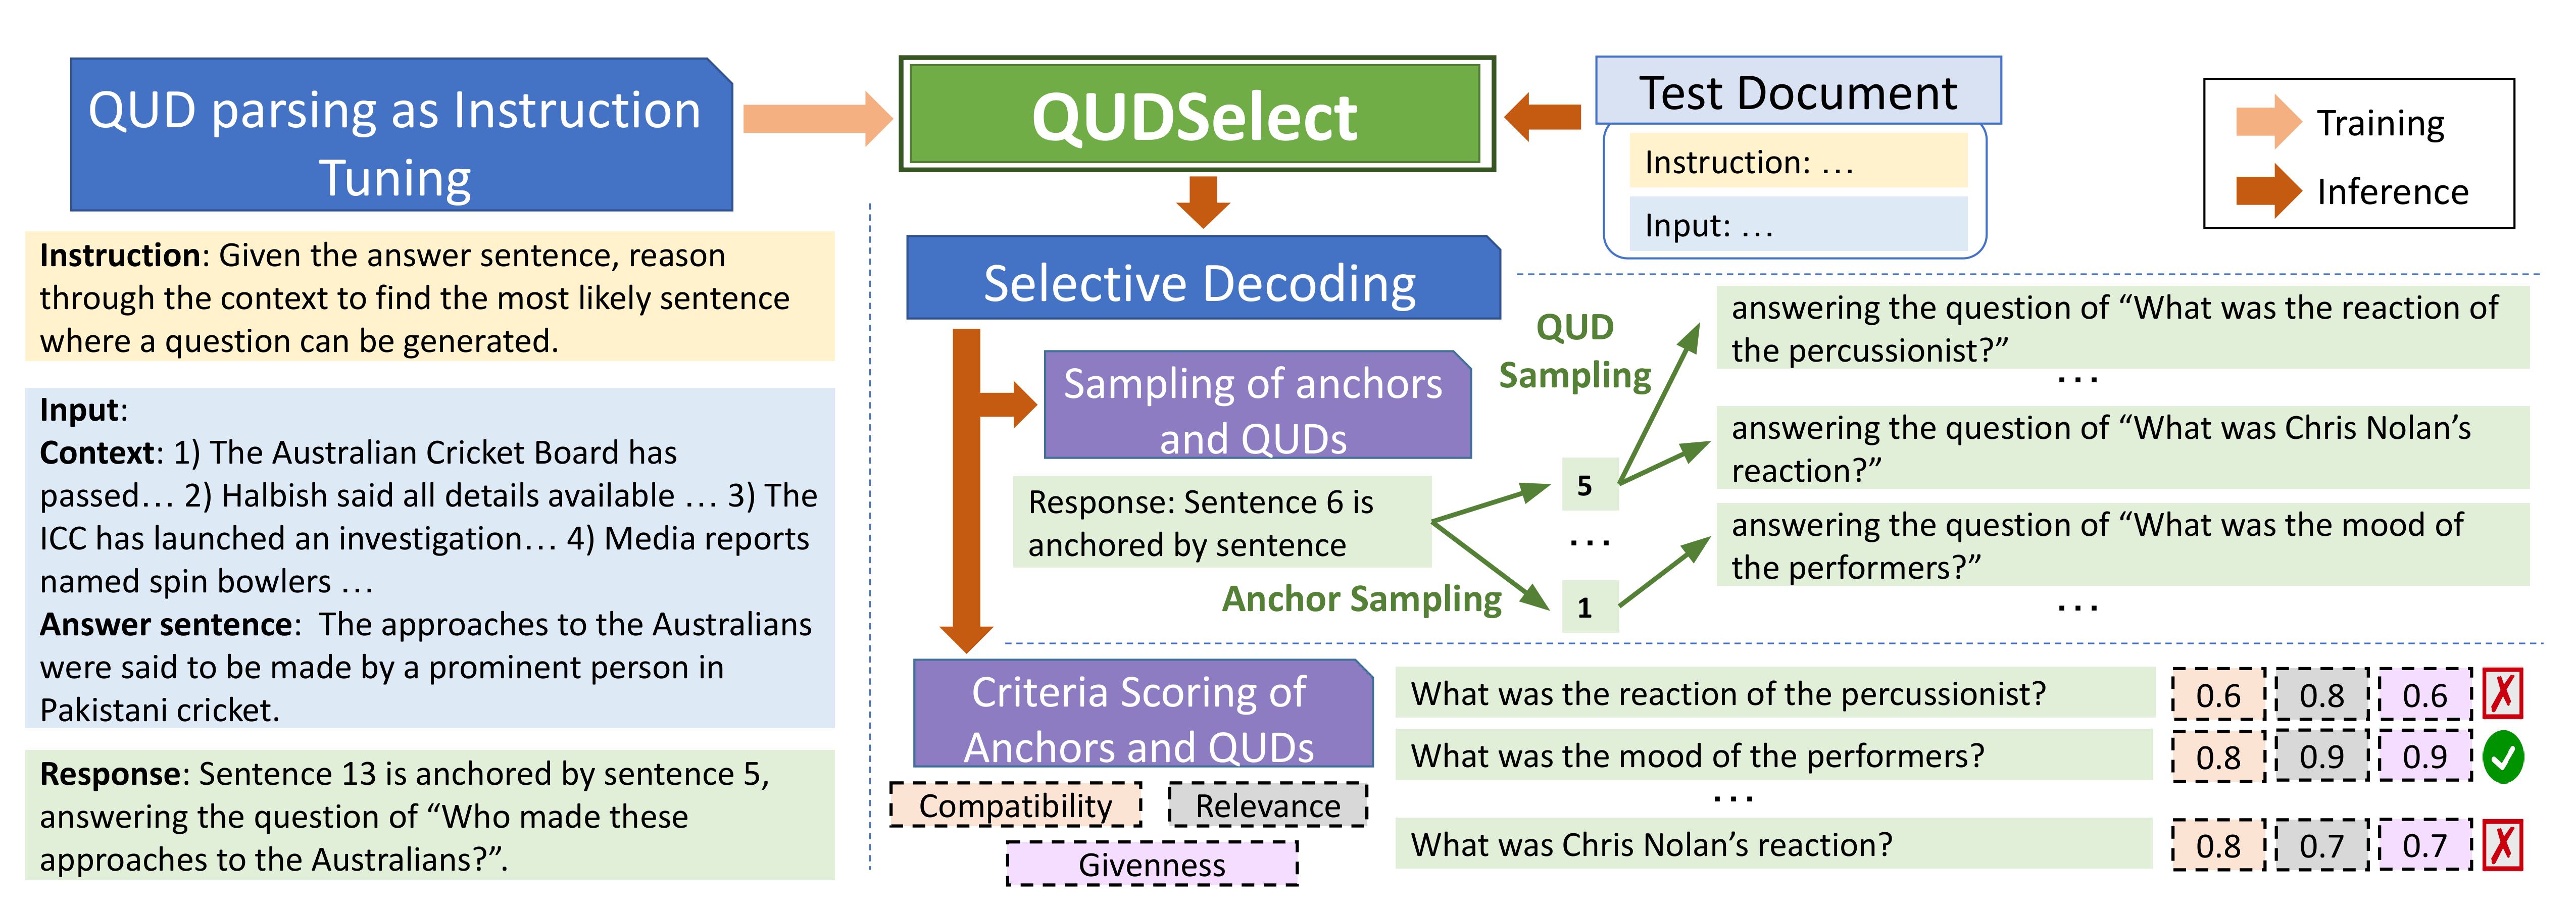 QUD parsing as Instruction
Tuning
Instruction: Given the answer sentence, reason
through the context to find the most likely sentence
where a question can be generated.
Input:
Context: 1) The Australian Cricket Board has
passed… 2) Halbish said all details available … 3) The
ICC has launched an investigation… 4) Media reports
named spin bowlers …
Answer sentence: The approaches to the Australians
were said to be made by a prominent person in
Pakistani cricket.
Response: Sentence 13 is anchored by sentence 5,
answering the question of “Who made these
approaches to the Australians?”.
QUDSelect
Test Document
Instruction: …
Input: …
Training
Inference
Selective Decoding
Sampling of anchors
and QUDs
Response: Sentence 6 is
anchored by sentence
QUD
Sampling
Anchor Sampling
5
…
1
answering the question of “What was the reaction of
the percussionist?”
…
answering the question of “What was Chris Nolan’s
reaction?”
answering the question of “What was the mood of
the performers?”
…
Criteria Scoring of
Anchors and QUDs
Compatibility
Relevance
Givenness
What was the reaction of the percussionist? 0.6 0.8 0.6 ✗
What was the mood of the performers? 0.8 0.9 0.9 ✓
…
What was Chris Nolan’s reaction? 0.8 0.7 0.7 ✗